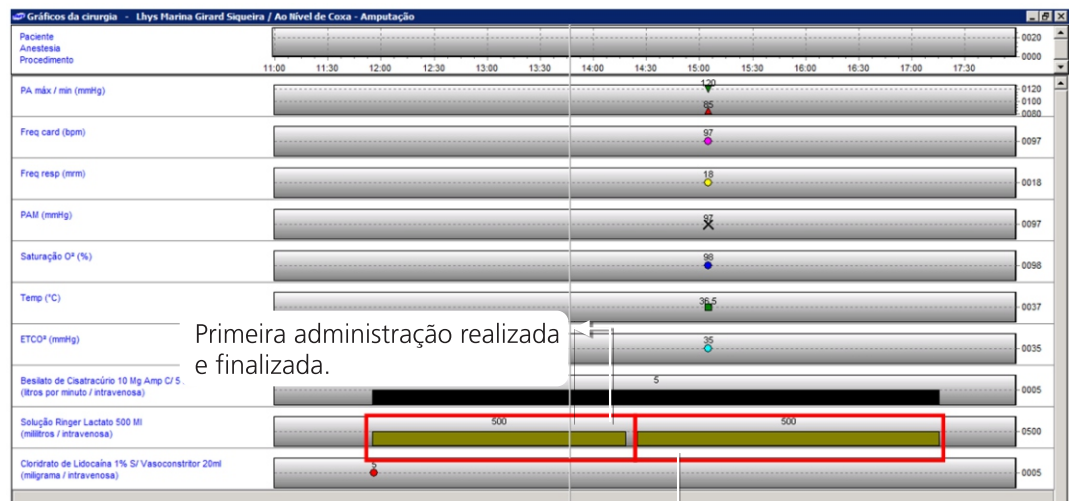 Gráficos da cirurgia - Lhys Marina Girard Siqueira / Ao Nível de Coxa - Amputação
Paciente
Anestesia
Procedimento
0020
0000
11:00 11:30 12:00 12:30 13:00 13:30 14:00 14:30 15:00 15:30 16:00 16:30 17:00 17:30
PA máx / min (mmHg)
120
85
0120
0100
0080
Freq card (bpm)
97
0097
Freq resp (mrm)
18
0018
PAM (mmHg)
97
0097
Saturação Oª (%)
98
0098
Temp (°C)
36,5
0037
ETCOª (mmHg)
35
0035
Primeira administração realizada
e finalizada.
Besilato de Cisatracúrio 10 Mg Amp C/ 5
(litros por minuto / intravenosa)
5
0005
Solução Ringer Lactato 500 Ml
(mililitros / intravenosa)
500 500
0500
Cloridrato de Lidocaína 1% S/ Vasoconstritor 20ml
(miligrama / intravenosa)
5
0005